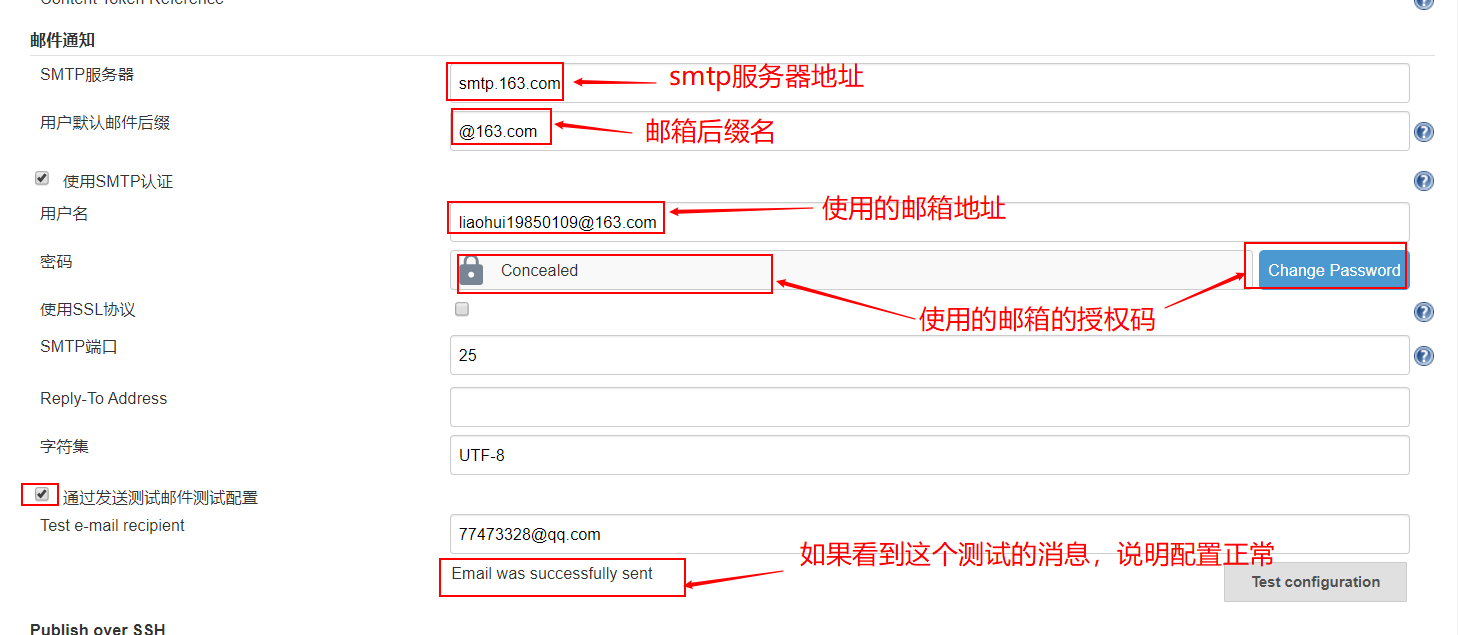 Content Token Reference
邮件通知
SMTP服务器
smtp.163.com
smtp服务器地址
用户默认邮件后缀
@163.com
邮箱后缀名
使用SMTP认证
用户名
liaohui19850109@163.com
使用的邮箱地址
密码
Concealed
Change Password
使用SSL协议
使用的邮箱的授权码
SMTP端口
25
Reply-To Address
字符集
UTF-8
通过发送测试邮件测试配置
Test e-mail recipient
77473328@qq.com
如果看到这个测试的消息，说明配置正常
Email was successfully sent
Test configuration
Publish over SSH